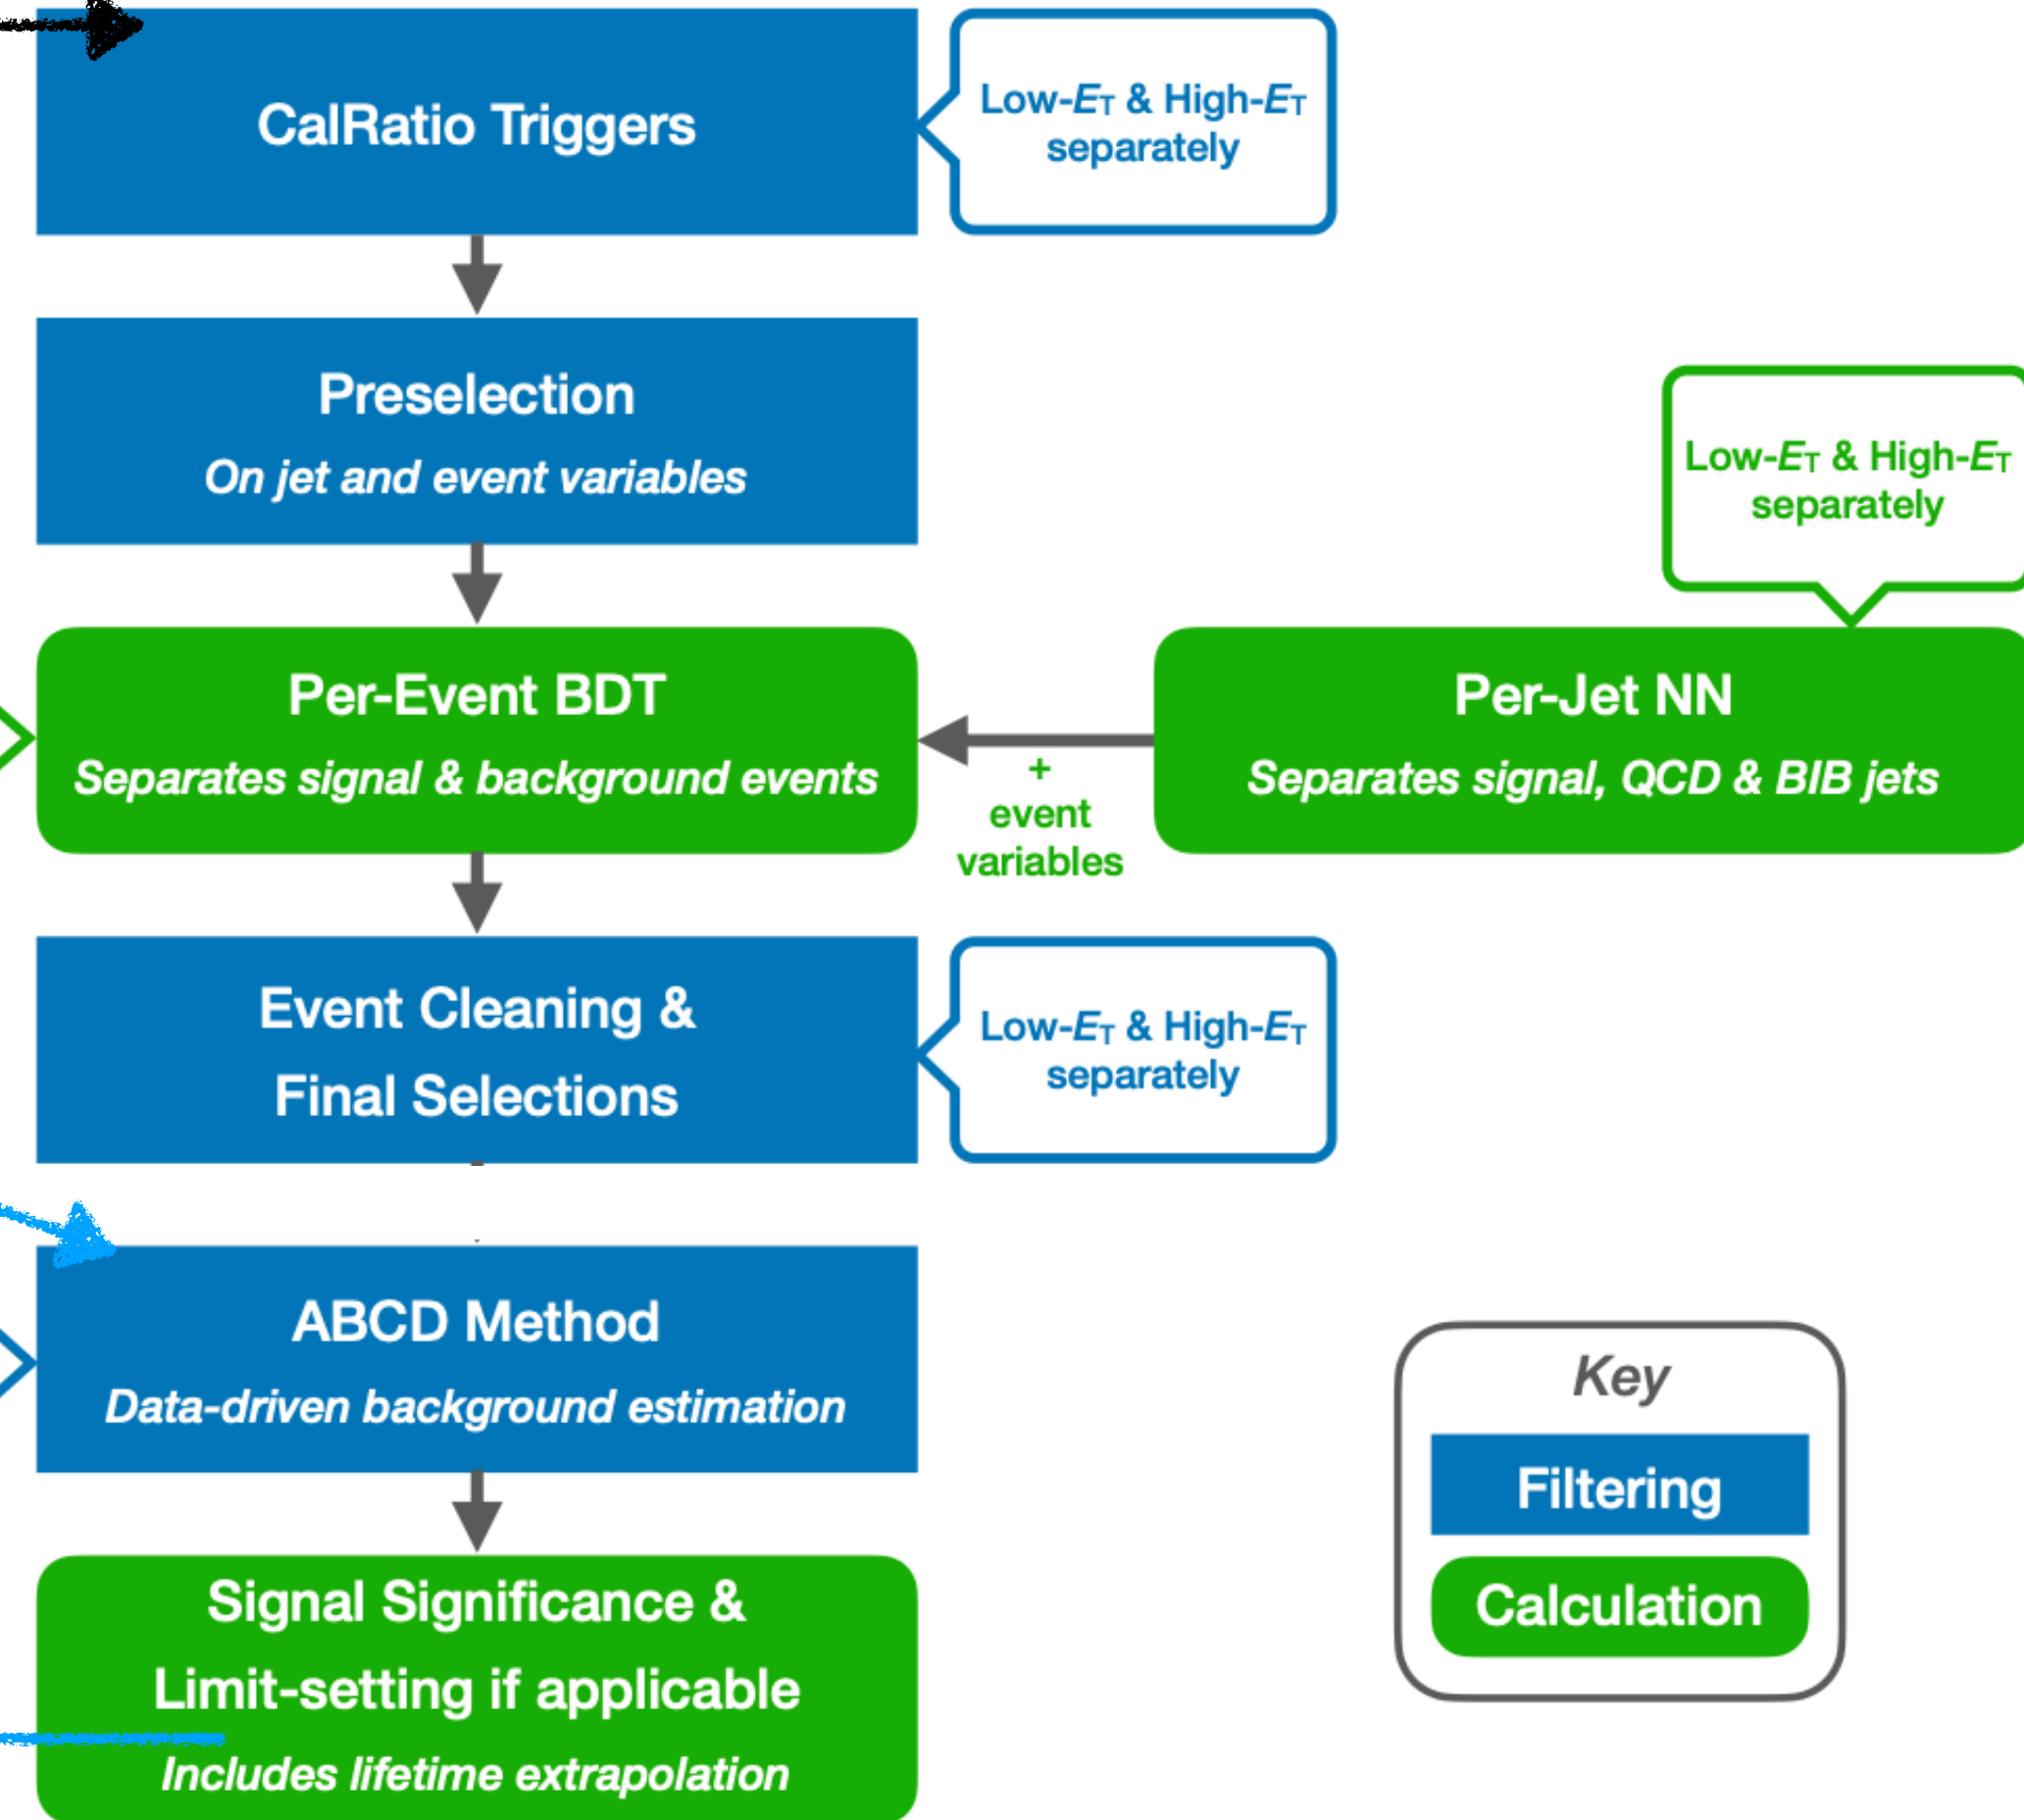 CalRatio Triggers
Low-ET & High-ET
separately
Preselection
On jet and event variables
Low-ET & High-ET
separately
Per-Event BDT
Separates signal & background events
+
event
variables
Per-Jet NN
Separates signal, QCD & BIB jets
Event Cleaning &
Final Selections
Low-ET & High-ET
separately
ABCD Method
Data-driven background estimation
Signal Significance &
Limit-setting if applicable
Includes lifetime extrapolation
Key
Filtering
Calculation